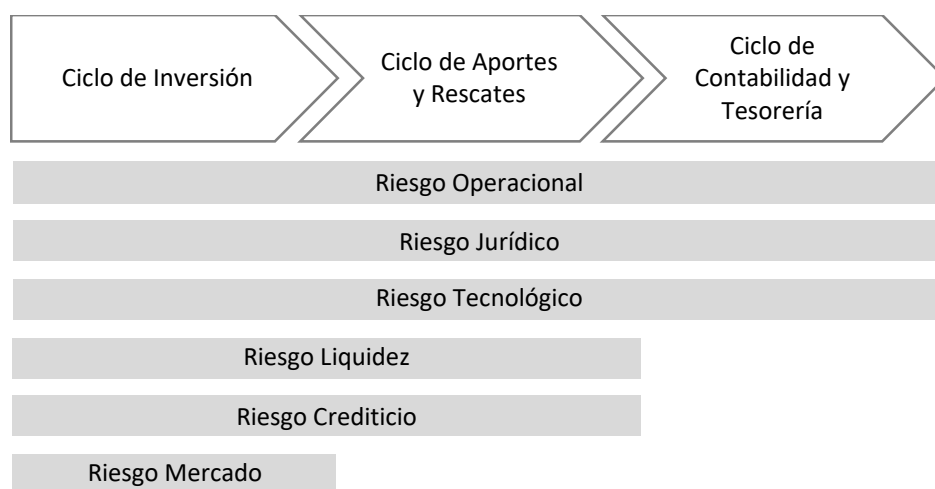 Ciclo de Inversión
Ciclo de Aportes
y Rescates
Ciclo de
Contabilidad y
Tesorería
Riesgo Operacional
Riesgo Jurídico
Riesgo Tecnológico
Riesgo Liquidez
Riesgo Crediticio
Riesgo Mercado